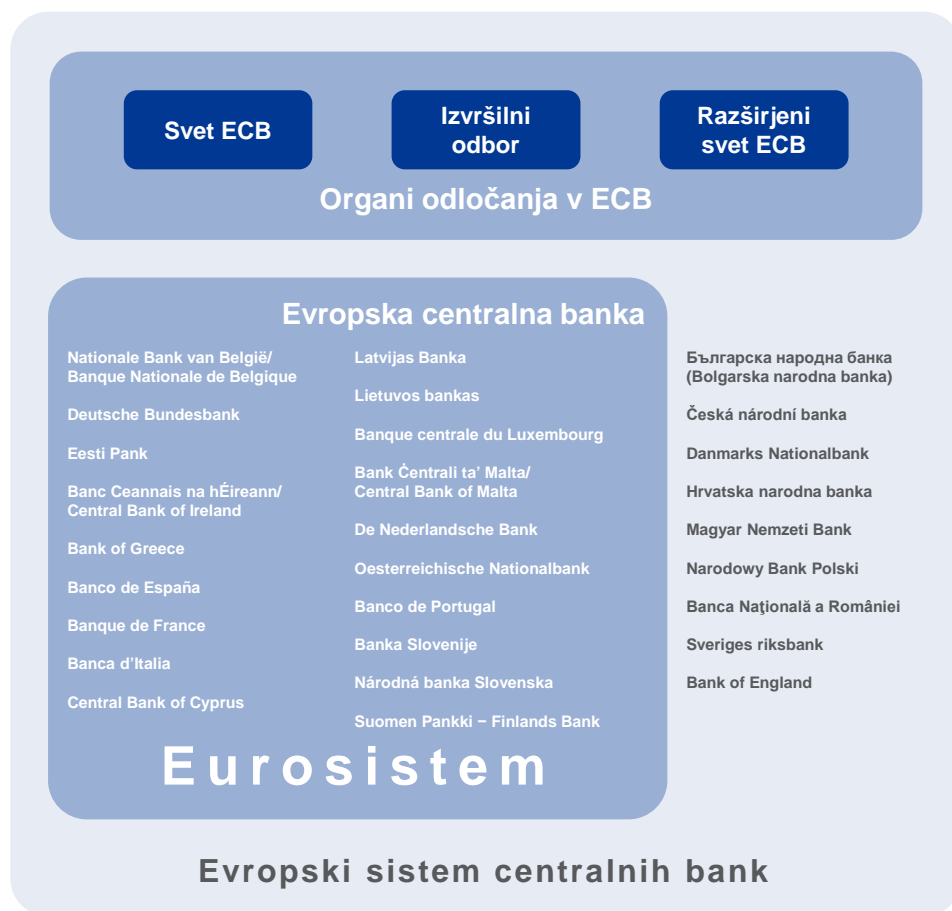 Svet ECB
Izvršilni
odbor
Razširjeni
svet ECB
Organi odločanja v ECB
Evropska centralna banka
Nationale Bank van België/
Banque Nationale de Belgique
Deutsche Bundesbank
Eesti Pank
Banc Ceannais na hÉireann/
Central Bank of Ireland
Bank of Greece
Banco de España
Banque de France
Banca d’Italia
Central Bank of Cyprus
Latvijas Banka
Lietuvos bankas
Banque centrale du Luxembourg
Bank Ċentrali ta’ Malta/
Central Bank of Malta
De Nederlandsche Bank
Oesterreichische Nationalbank
Banco de Portugal
Banka Slovenije
Národná banka Slovenska
Suomen Pankki − Finlands Bank
Eurosistem
Българска народна банка
(Bolgarska narodna banka)
Česká národní banka
Danmarks Nationalbank
Hrvatska narodna banka
Magyar Nemzeti Bank
Narodowy Bank Polski
Banca Naţională a României
Sveriges riksbank
Bank of England
Evropski sistem centralnih bank